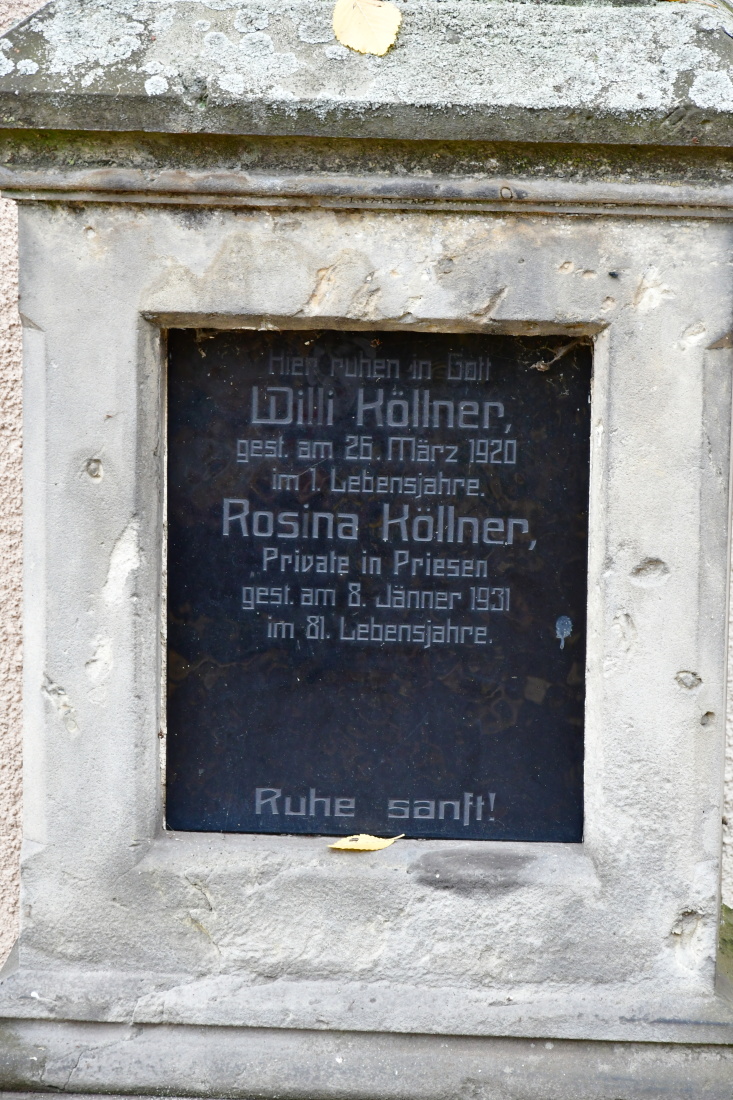 Hier ruhen in Gott
Willi Köllner,
gest. am 26. März 1920
im 1. Lebensjahre.
Rosina Köllner,
Private in Priesen
gest. am 8. Jänner 1931
im 81. Lebensjahre.
Ruhe sanft!